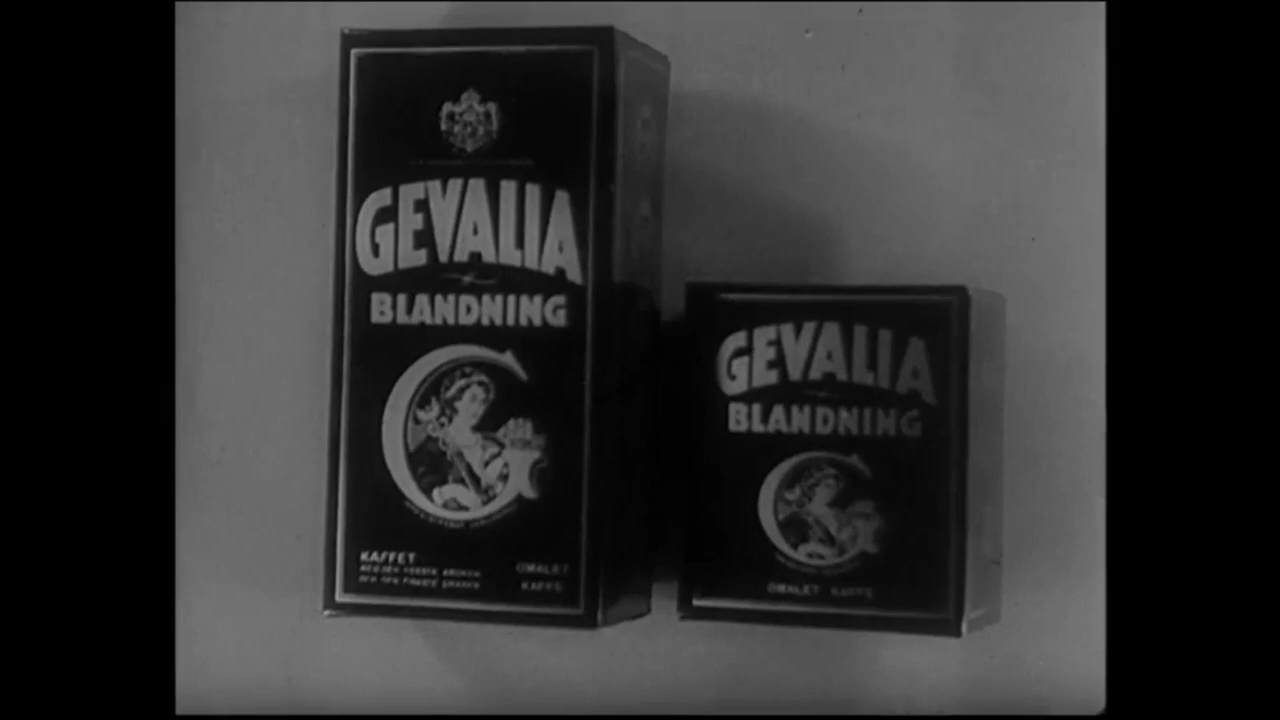 GEVALIA
BLANDNING
G
KAFFET
OMALET
KAFFE
GEVALIA
BLANDNING
G
OMALET KAFFE